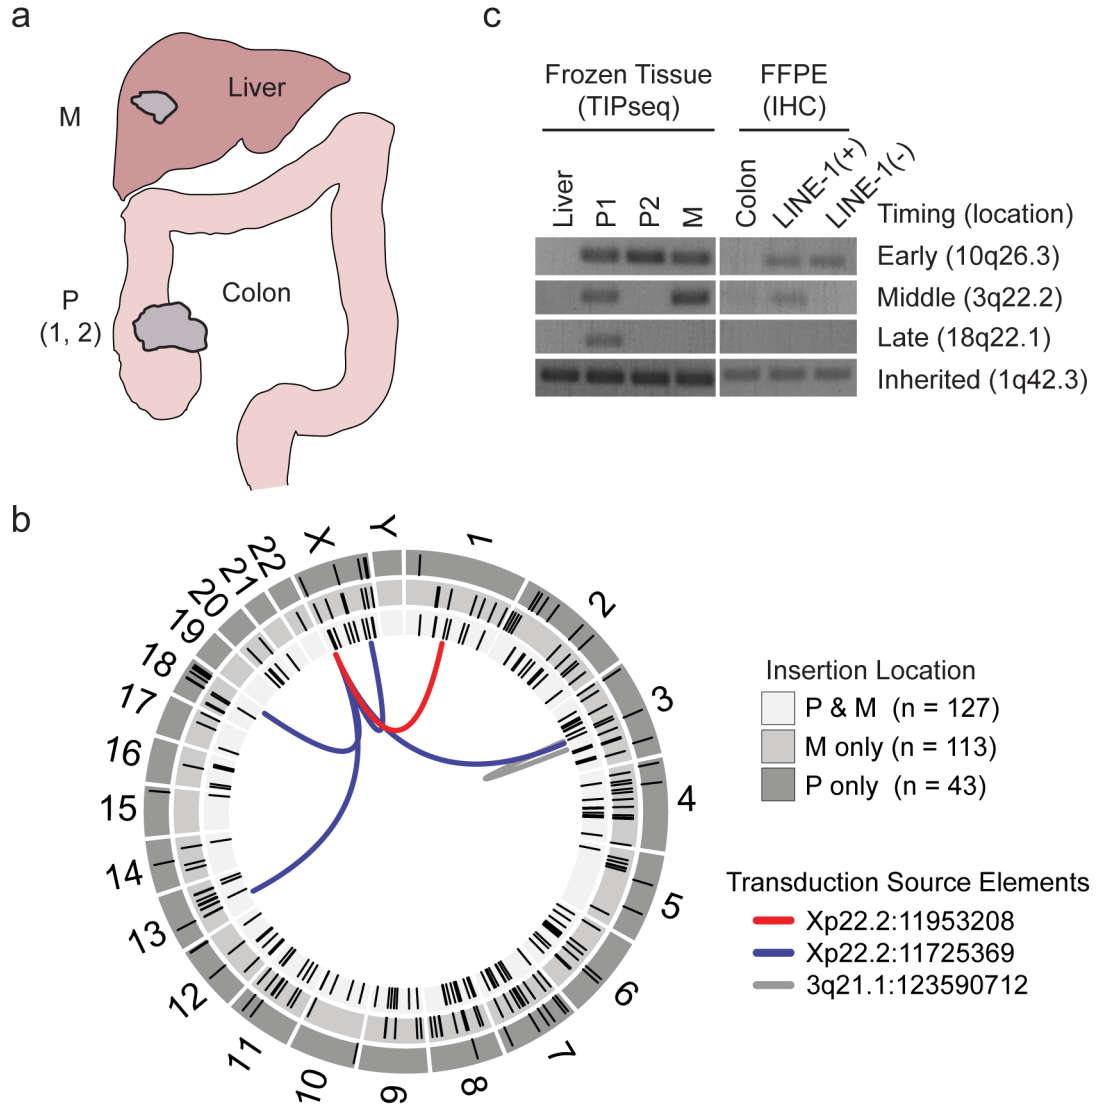 a
Liver
M
Colon
P
(1, 2)
c
Frozen Tissue
(TIPseq)
FFPE
(IHC)
Liver
P1
P2
M
Colon
LINE-1(+)
LINE-1(-)
Timing (location)
Early (10q26.3)
Middle (3q22.2)
Late (18q22.1)
Inherited (1q42.3)
b
1
2
3
4
5
6
7
8
9
10
11
12
13
14
15
16
17
18
19
20
21
22
X
Y
Insertion Location
P & M (n = 127)
M only (n = 113)
P only (n = 43)
Transduction Source Elements
Xp22.2:11953208
Xp22.2:11725369
3q21.1:123590712